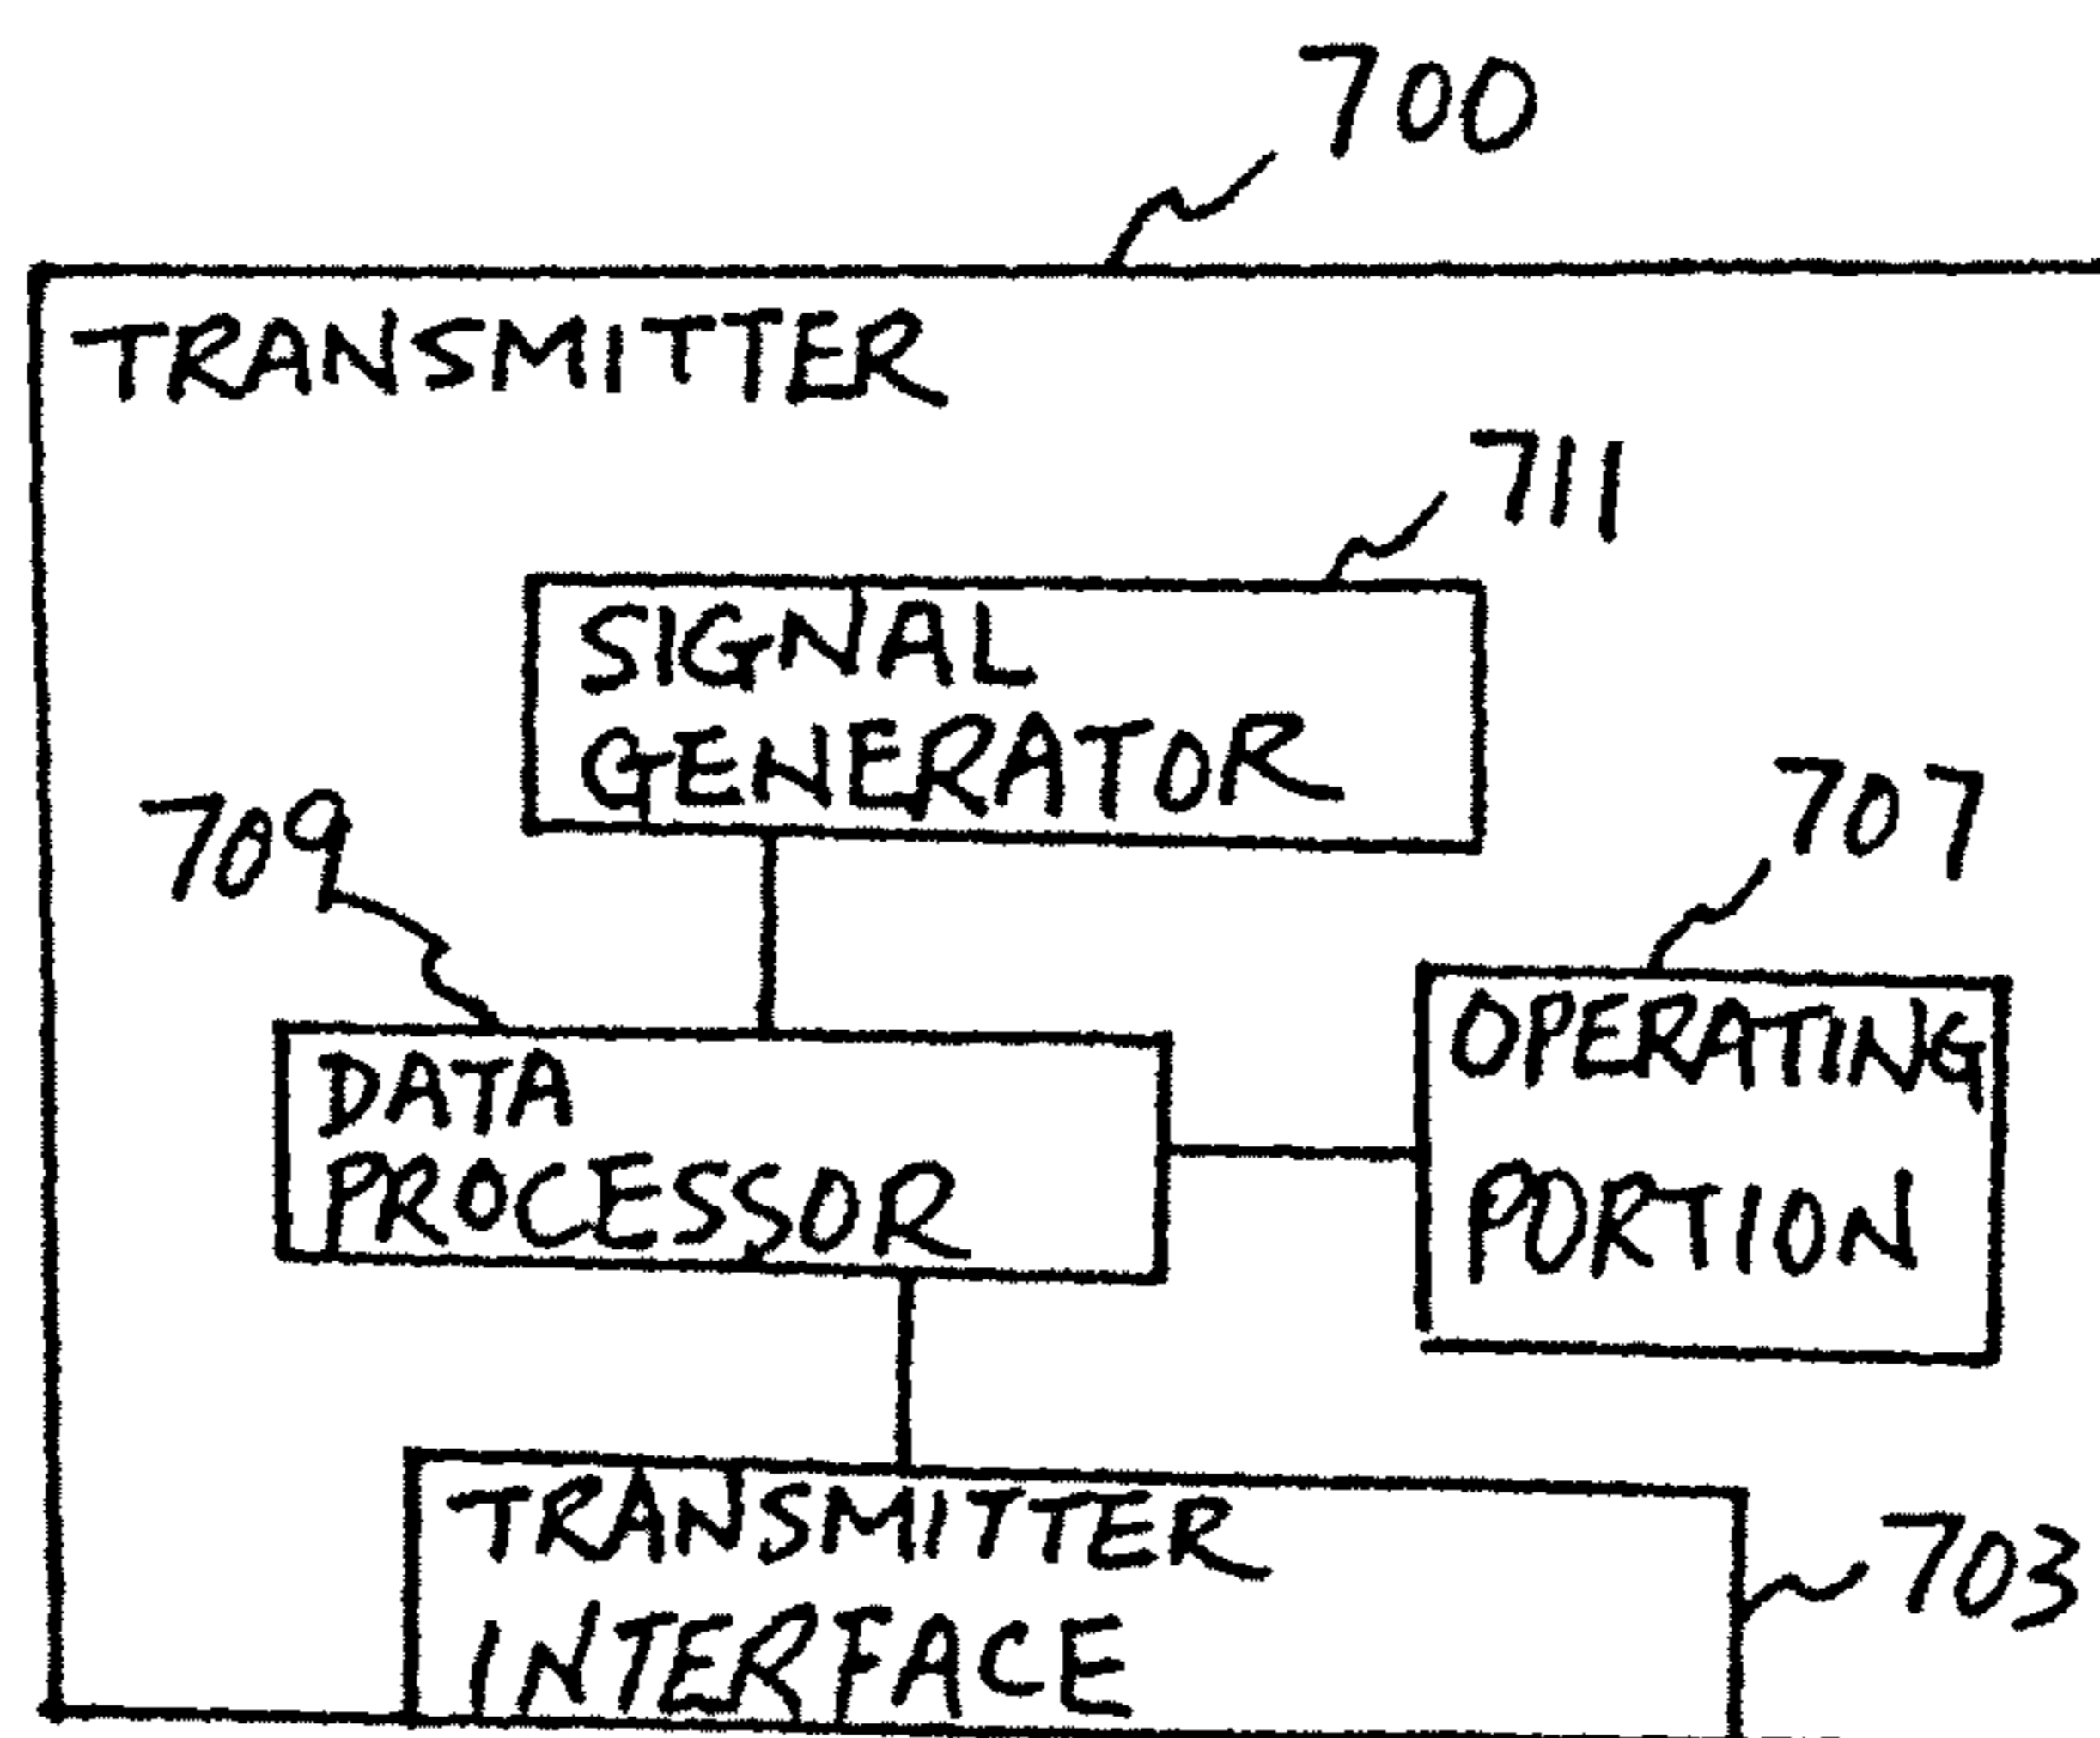 700
TRANSMITTER
711
SIGNAL
GENERATOR
709
707
DATA
PROCESSOR
OPERATING
PORTION
TRANSMITTER
INTERFACE
703